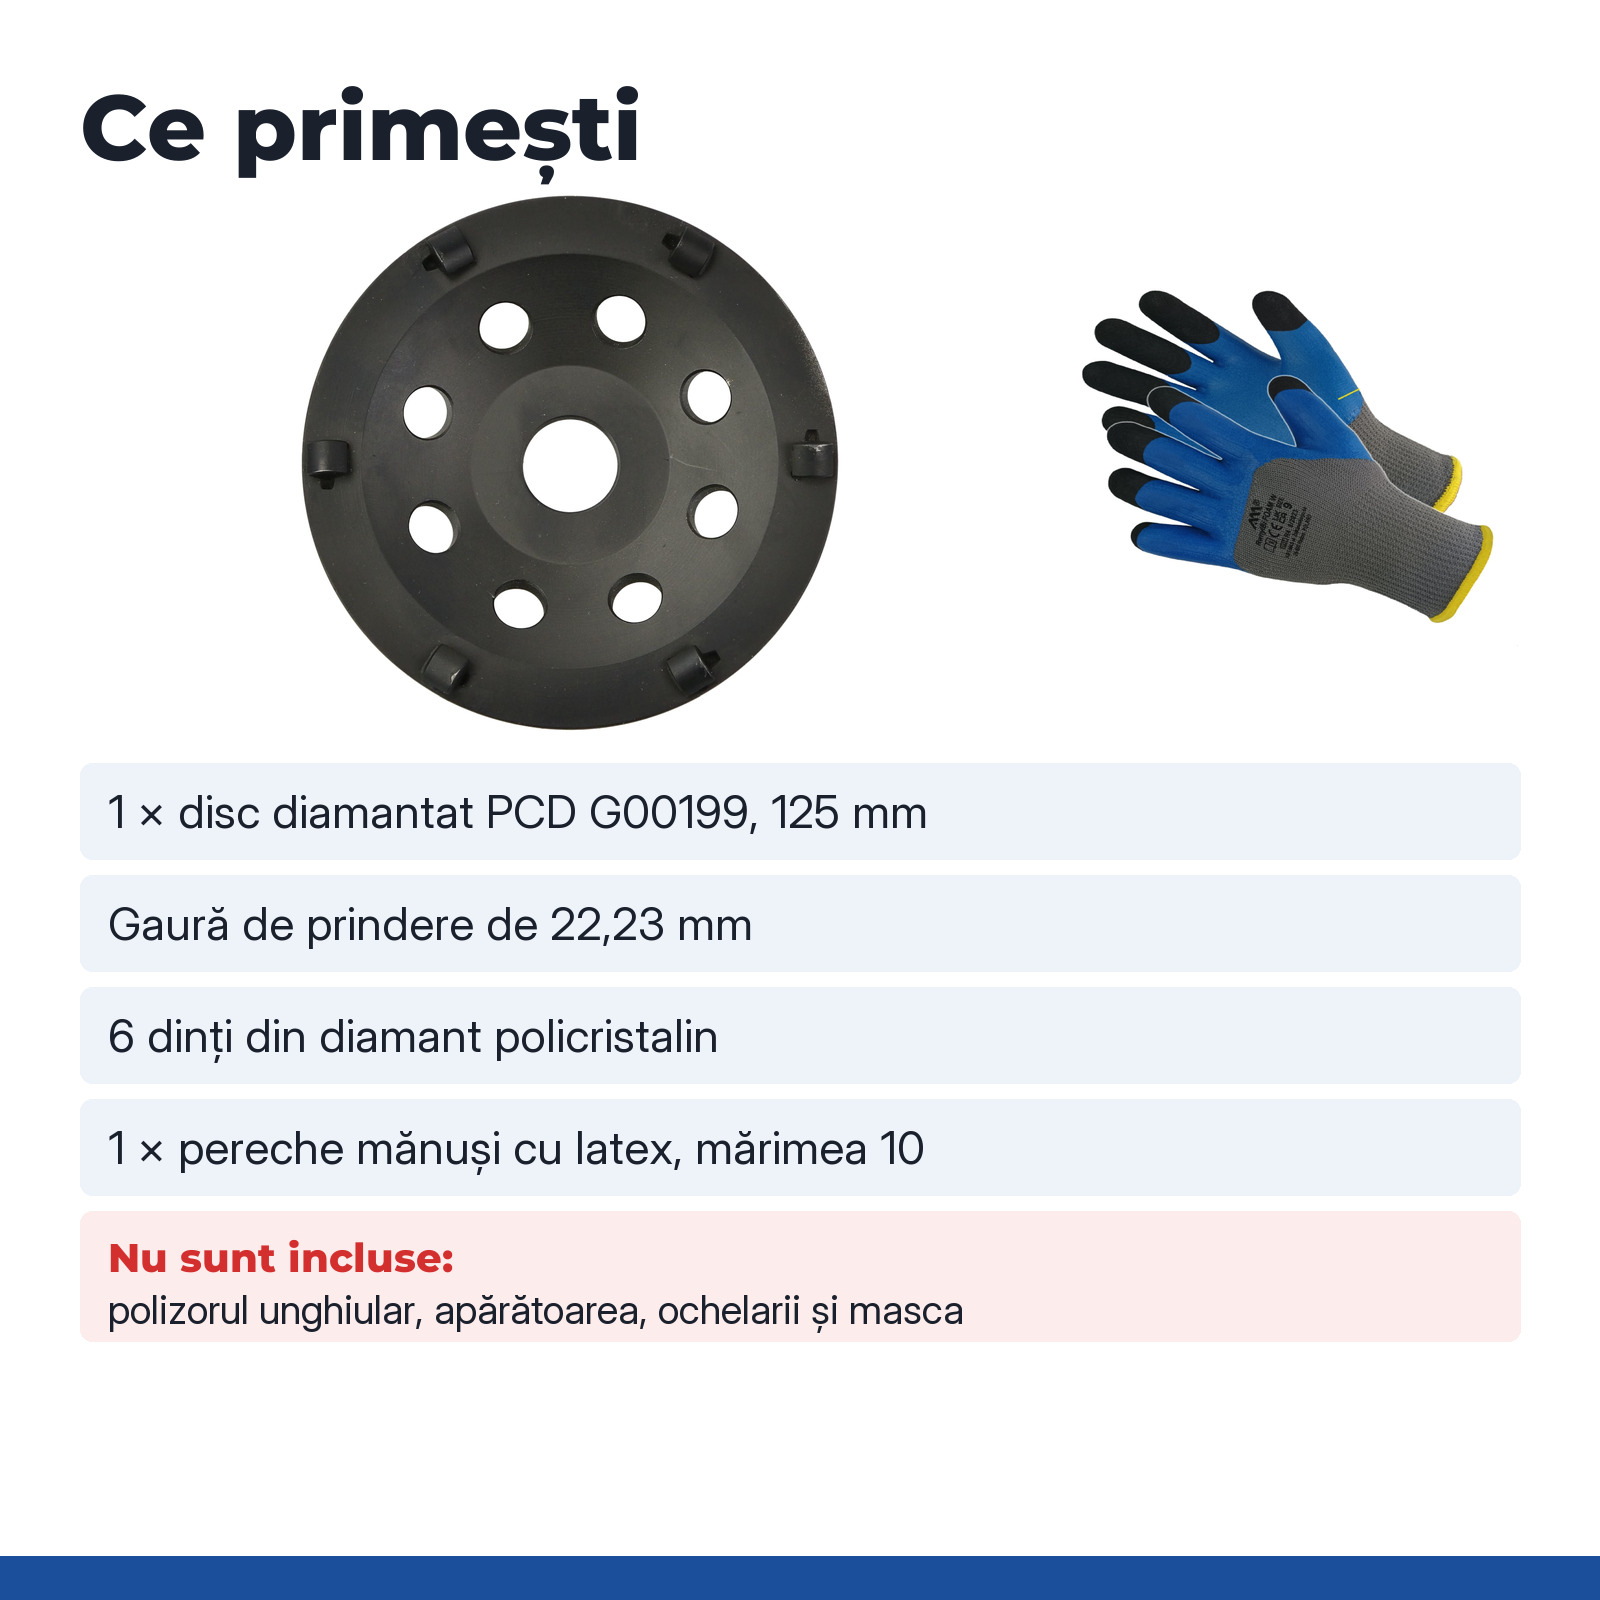 Ce primești
1 × disc diamantat PCD G00199, 125 mm
Gaură de prindere de 22,23 mm
6 dinți din diamant policristalin
1 × pereche mănuși cu latex, mărimea 10
Nu sunt incluse:
polizorul unghiular, apărătoarea, ochelarii și masca